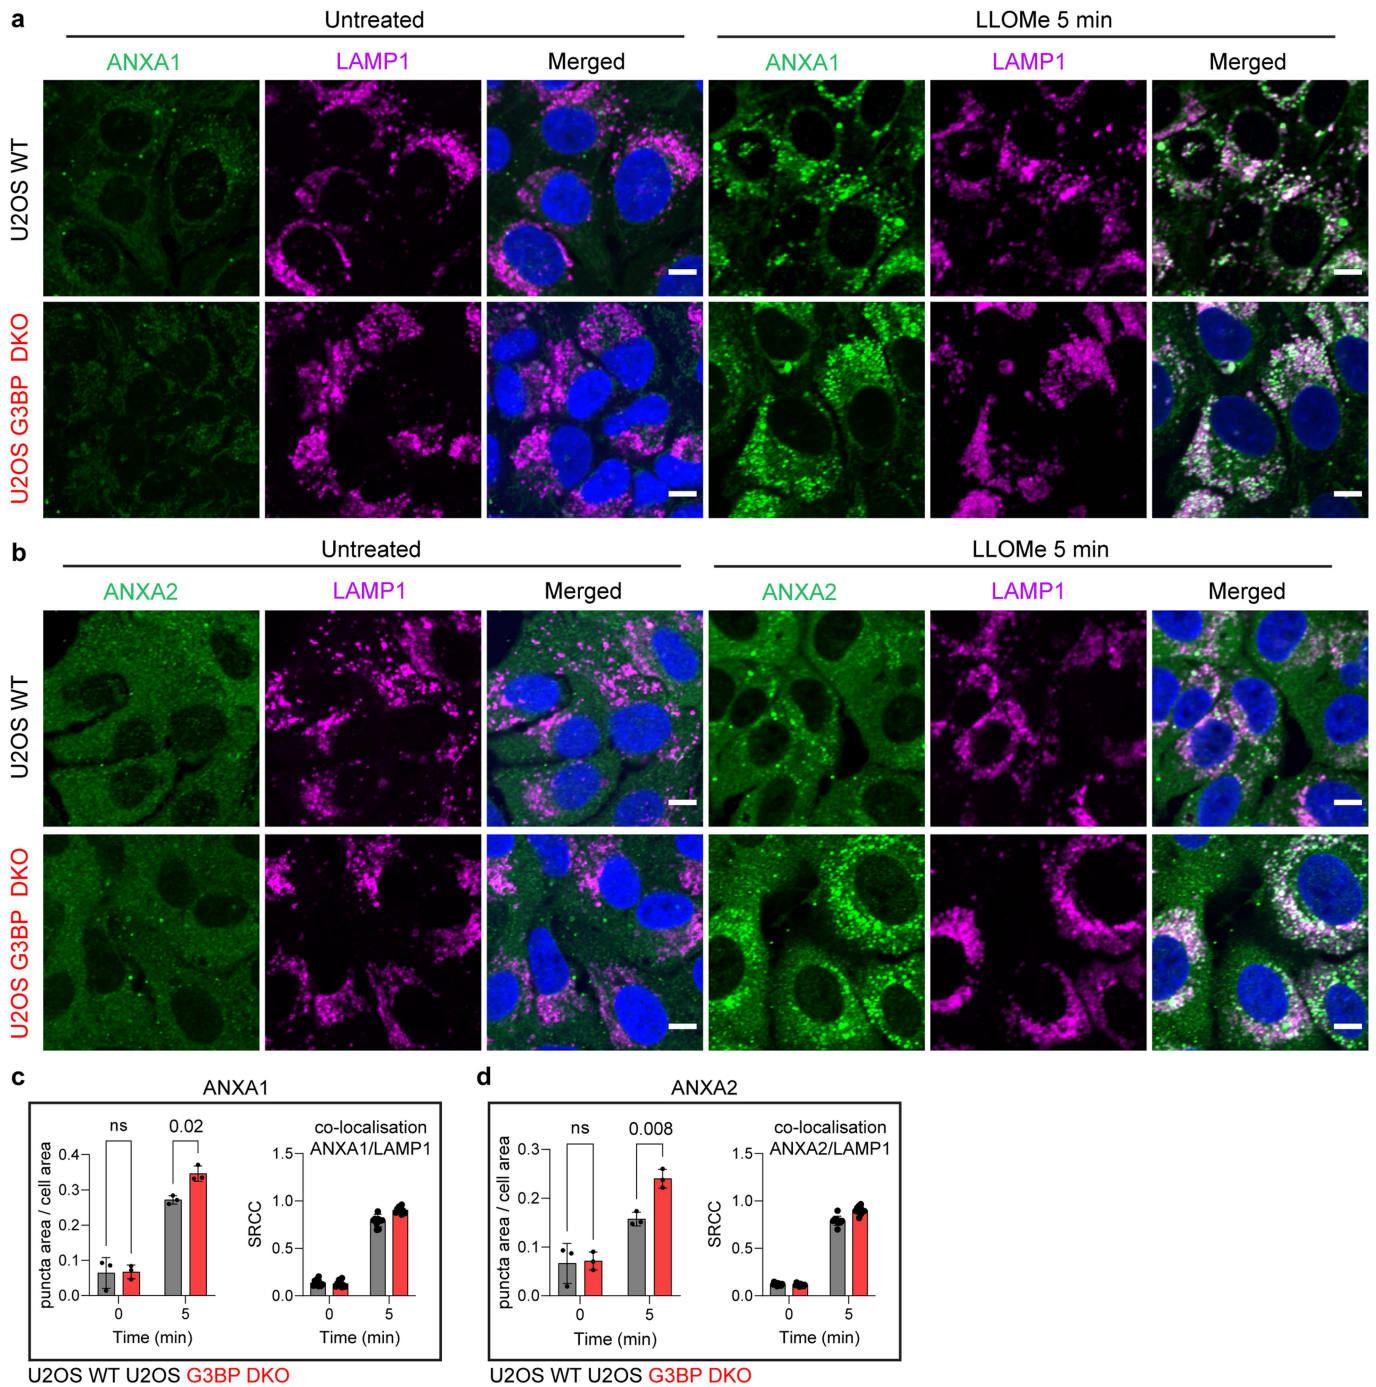 a
Untreated
LLOMe 5 min
ANXA1
LAMP1
Merged
ANXA1
LAMP1
Merged
U2OS WT
U2OS G3BP DKO
b
Untreated
LLOMe 5 min
ANXA2
LAMP1
Merged
ANXA2
LAMP1
Merged
U2OS WT
U2OS G3BP DKO
c
ANXA1
puncta area / cell area
0.4
0.3
0.2
0.1
0.0
ns
0.02
0
5
Time (min)
co-localisation
ANXA1/LAMP1
SRCC
1.5
1.0
0.5
0.0
0
5
Time (min)
U2OS WT U2OS G3BP DKO
d
ANXA2
puncta area / cell area
0.3
0.2
0.1
0.0
ns
0.008
0
5
Time (min)
co-localisation
ANXA2/LAMP1
SRCC
1.5
1.0
0.5
0.0
0
5
Time (min)
U2OS WT U2OS G3BP DKO